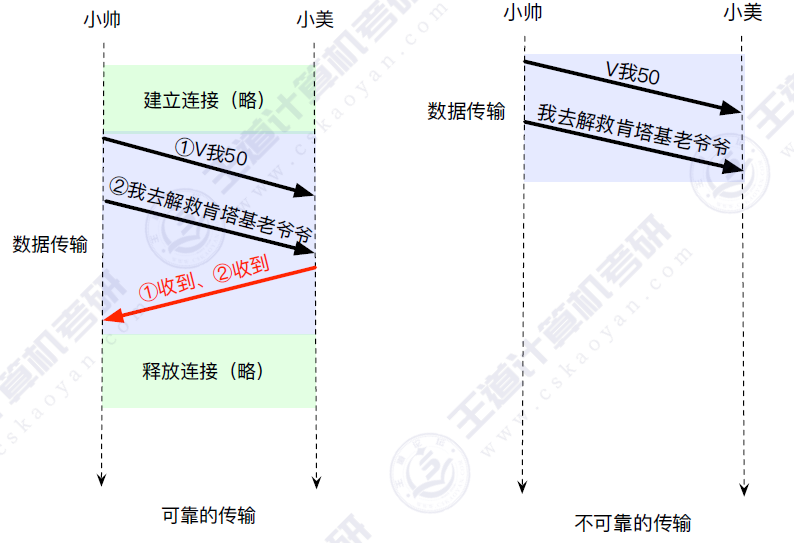 小帅
小美
建立连接（略）
①V我50
②我去解救肯塔基老爷爷
数据传输
①收到、②收到
释放连接（略）
可靠的传输
小帅
小美
V我50
数据传输
我去解救肯塔基老爷爷
不可靠的传输
王道计算机考研
www.cskaoyan.com